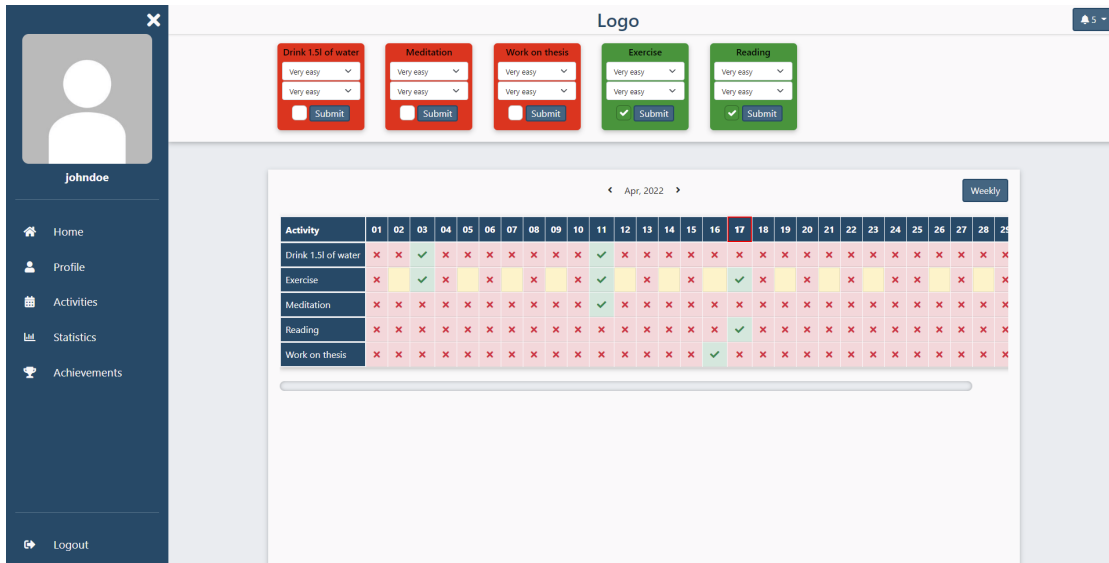 Logo
5
Drink 1.5l of water
Very easy
Very easy
Submit
Meditation
Very easy
Very easy
Submit
Work on thesis
Very easy
Very easy
Submit
Exercise
Very easy
Very easy
Submit
Reading
Very easy
Very easy
Submit
johndoe
Home
Profile
Activities
Statistics
Achievements
Logout
Apr, 2022
Weekly
Activity 01 02 03 04 05 06 07 08 09 10 11 12 13 14 15 16 17 18 19 20 21 22 23 24 25 26 27 28 29
Drink 1.5l of water
Exercise
Meditation
Reading
Work on thesis